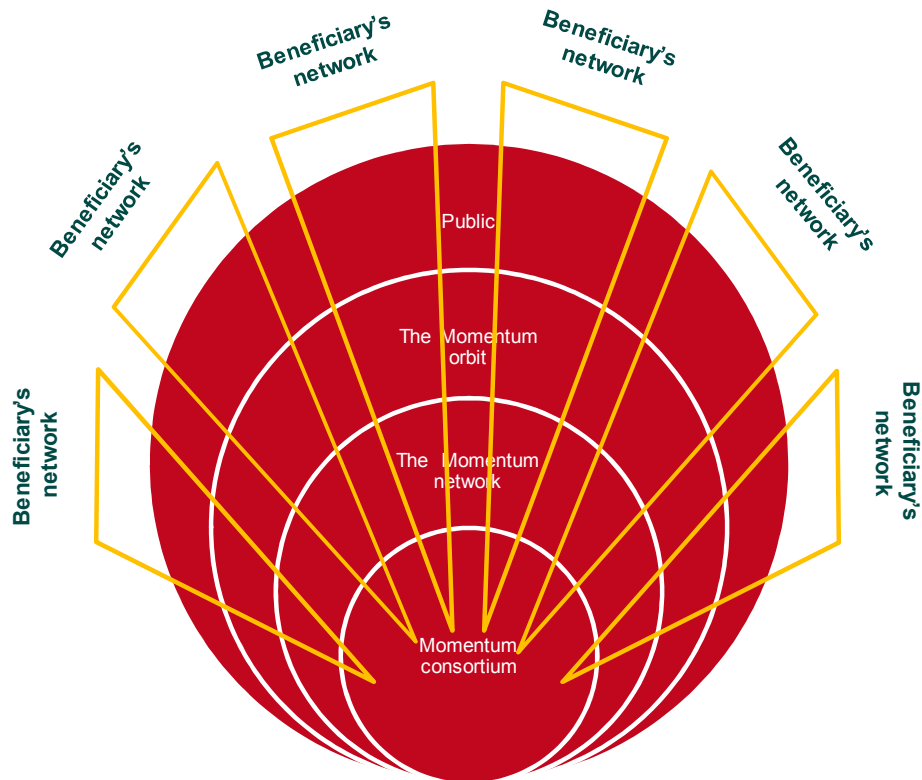 Beneficiary's
network
Beneficiary's
network
Beneficiary's
network
Beneficiary's
network
Beneficiary's
network
Beneficiary's
network
Public
The Momentum
orbit
The Momentum
network
Momentum
consortium